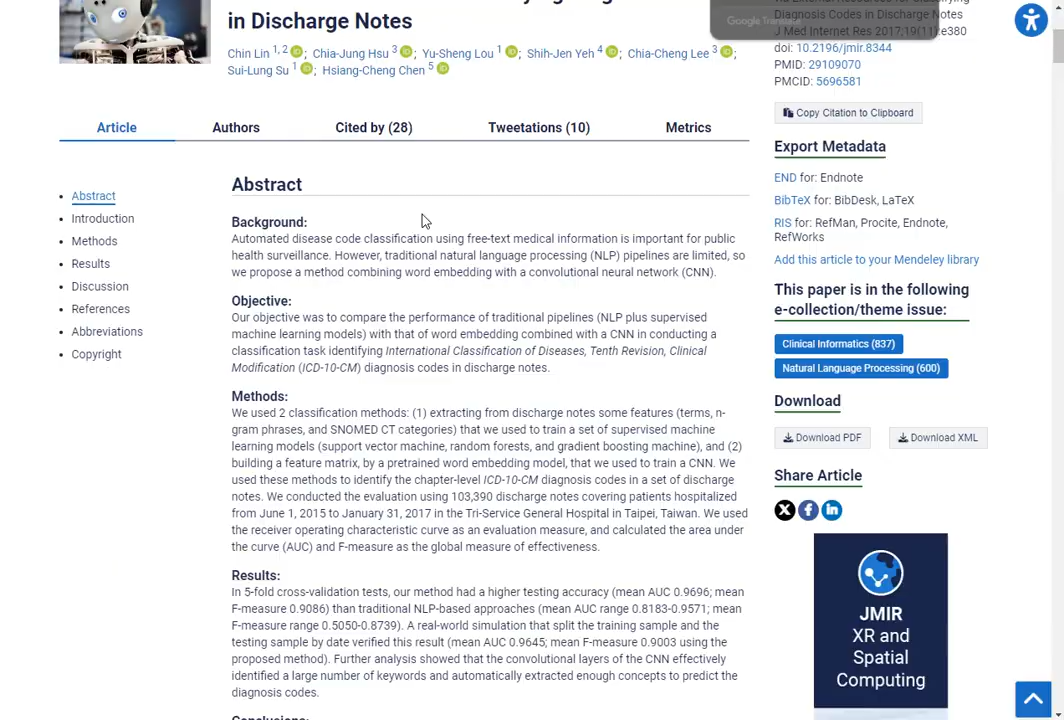 in Discharge Notes
Chin Lin 1, 2 ; Chia-Jung Hsu 3 ; Yu-Sheng Lou 1 ; Shih-Jen Yeh 4 ; Chia-Cheng Lee 3 ;
Sui-Lung Su 1 ; Hsiang-Cheng Chen 5
Article
Authors
Cited by (28)
Tweetations (10)
Metrics
Abstract
Introduction
Methods
Results
Discussion
References
Abbreviations
Copyright
Abstract
Background:
Automated disease code classification using free-text medical information is important for public
health surveillance. However, traditional natural language processing (NLP) pipelines are limited, so
we propose a method combining word embedding with a convolutional neural network (CNN).
Objective:
Our objective was to compare the performance of traditional pipelines (NLP plus supervised
machine learning models) with that of word embedding combined with a CNN in conducting a
classification task identifying International Classification of Diseases, Tenth Revision, Clinical
Modification (ICD-10-CM) diagnosis codes in discharge notes.
Methods:
We used 2 classification methods: (1) extracting from discharge notes some features (terms, n-
gram phrases, and SNOMED CT categories) that we used to train a set of supervised machine
learning models (support vector machine, random forests, and gradient boosting machine), and (2)
building a feature matrix, by a pretrained word embedding model, that we used to train a CNN. We
used these methods to identify the chapter-level ICD-10-CM diagnosis codes in a set of discharge
notes. We conducted the evaluation using 103,390 discharge notes covering patients hospitalized
from June 1, 2015 to January 31, 2017 in the Tri-Service General Hospital in Taipei, Taiwan. We used
the receiver operating characteristic curve as an evaluation measure, and calculated the area under
the curve (AUC) and F-measure as the global measure of effectiveness.
Results:
In 5-fold cross-validation tests, our method had a higher testing accuracy (mean AUC 0.9696; mean
F-measure 0.9086) than traditional NLP-based approaches (mean AUC range 0.8183-0.9571; mean
F-measure range 0.5050-0.8739). A real-world simulation that split the training sample and the
testing sample by date verified this result (mean AUC 0.9645; mean F-measure 0.9003 using the
proposed method). Further analysis showed that the convolutional layers of the CNN effectively
identified a large number of keywords and automatically extracted enough concepts to predict the
diagnosis codes.
Google Translate
Diagnosis Codes in Discharge Notes
J Med Internet Res 2017;19(11):e380
doi: 10.2196/jmir.8344
PMID: 29109070
PMCID: 5696581
Copy Citation to Clipboard
Export Metadata
END for: Endnote
BibTeX for: BibDesk, LaTeX
RIS for: RefMan, Procite, Endnote,
RefWorks
Add this article to your Mendeley library
This paper is in the following
e-collection/theme issue:
Clinical Informatics (837)
Natural Language Processing (600)
Download
Download PDF
Download XML
Share Article
JMIR
XR and
Spatial
Computing